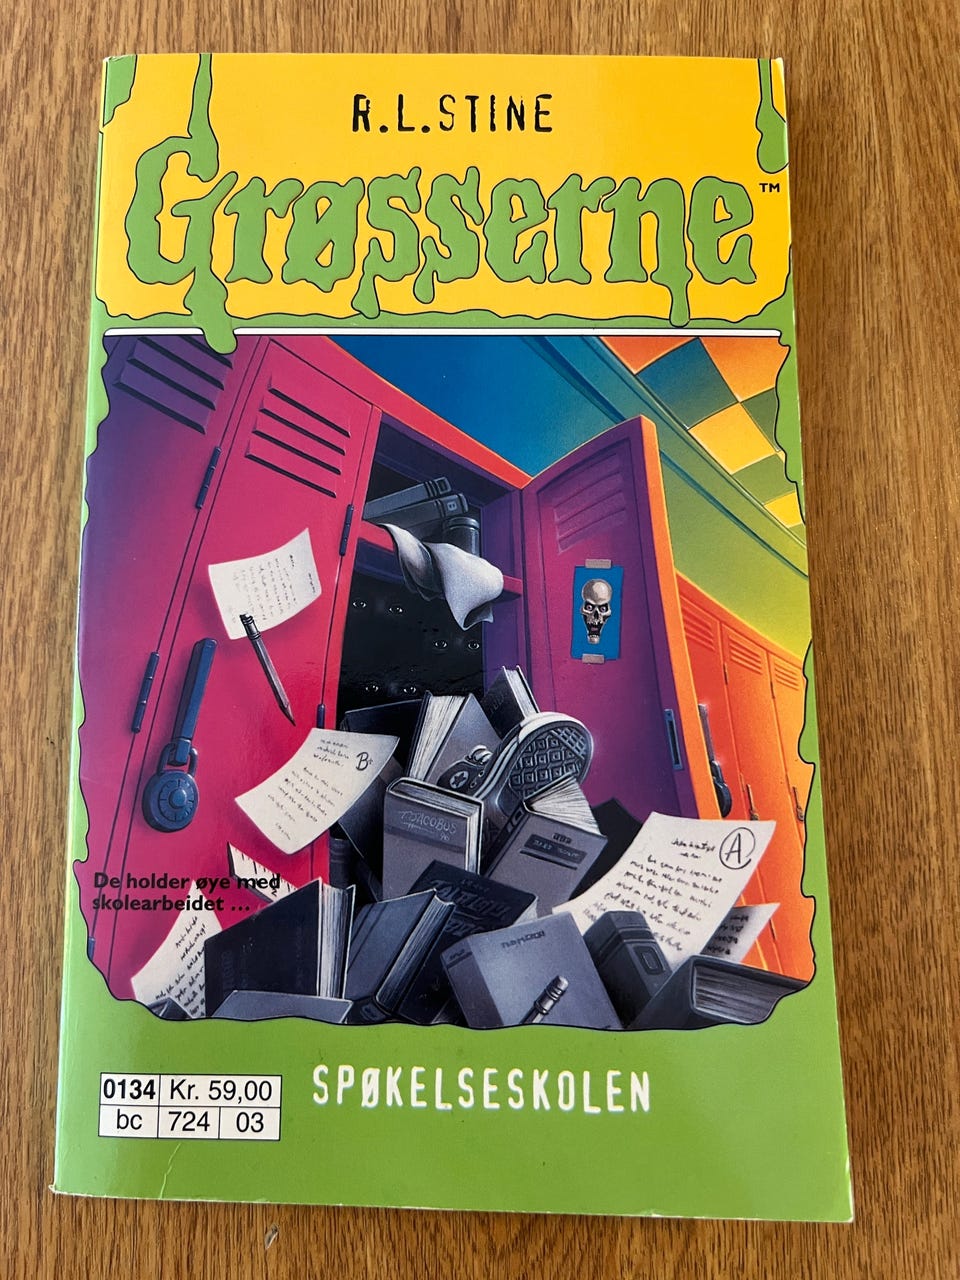 R.L.STINE
Grøsserne™
B
A
De holder øye med
skolearbeidet ...
SPØKELSESKOLEN
0134 Kr. 59,00
bc 724 03